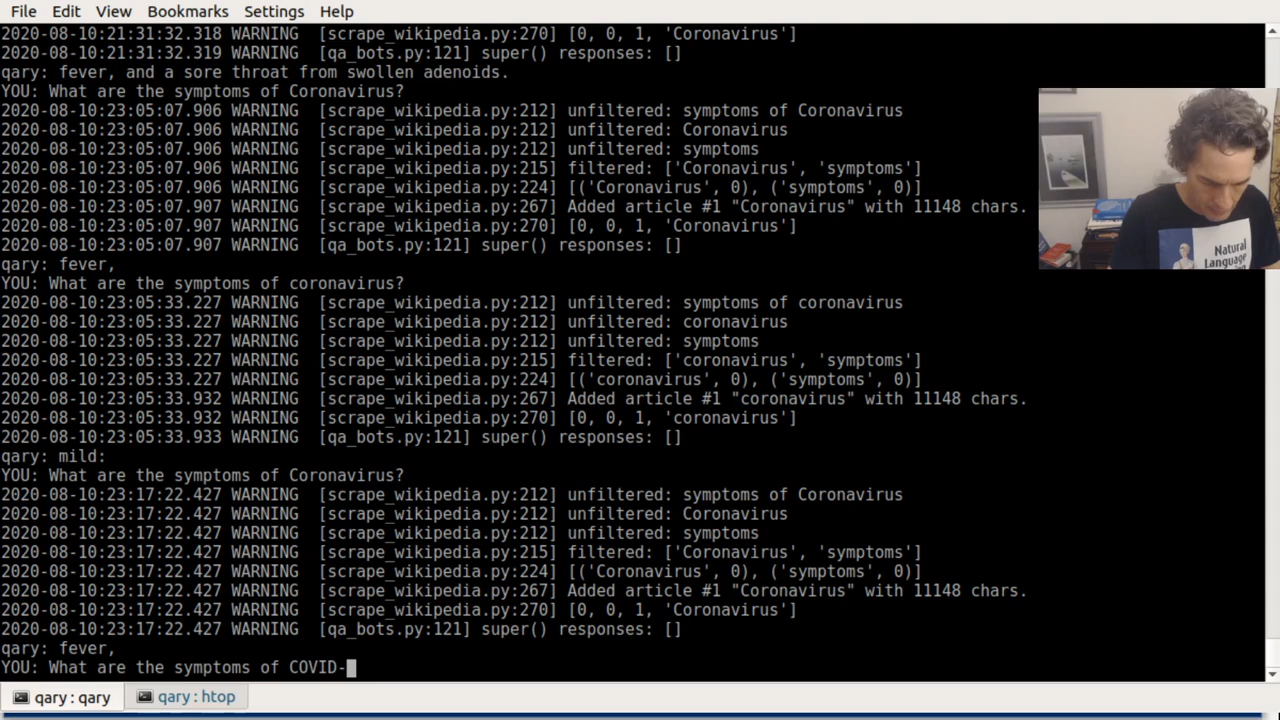 File Edit View Bookmarks Settings Help
2020-08-10:21:31:32.318 WARNING [scrape_wikipedia.py:270] [0, 0, 1, 'Coronavirus']
2020-08-10:21:31:32.319 WARNING [qa_bots.py:121] super() responses: []
qary: fever, and a sore throat from swollen adenoids.
YOU: What are the symptoms of Coronavirus?
2020-08-10:23:05:07.906 WARNING [scrape_wikipedia.py:212] unfiltered: symptoms of Coronavirus
2020-08-10:23:05:07.906 WARNING [scrape_wikipedia.py:212] unfiltered: Coronavirus
2020-08-10:23:05:07.906 WARNING [scrape_wikipedia.py:212] unfiltered: symptoms
2020-08-10:23:05:07.906 WARNING [scrape_wikipedia.py:215] filtered: ['Coronavirus', 'symptoms']
2020-08-10:23:05:07.906 WARNING [scrape_wikipedia.py:224] [('Coronavirus', 0), ('symptoms', 0)]
2020-08-10:23:05:07.907 WARNING [scrape_wikipedia.py:267] Added article #1 "Coronavirus" with 11148 chars.
2020-08-10:23:05:07.907 WARNING [scrape_wikipedia.py:270] [0, 0, 1, 'Coronavirus']
2020-08-10:23:05:07.907 WARNING [qa_bots.py:121] super() responses: []
qary: fever,
YOU: What are the symptoms of coronavirus?
2020-08-10:23:05:33.227 WARNING [scrape_wikipedia.py:212] unfiltered: symptoms of coronavirus
2020-08-10:23:05:33.227 WARNING [scrape_wikipedia.py:212] unfiltered: coronavirus
2020-08-10:23:05:33.227 WARNING [scrape_wikipedia.py:212] unfiltered: symptoms
2020-08-10:23:05:33.227 WARNING [scrape_wikipedia.py:215] filtered: ['coronavirus', 'symptoms']
2020-08-10:23:05:33.227 WARNING [scrape_wikipedia.py:224] [('coronavirus', 0), ('symptoms', 0)]
2020-08-10:23:05:33.932 WARNING [scrape_wikipedia.py:267] Added article #1 "coronavirus" with 11148 chars.
2020-08-10:23:05:33.932 WARNING [scrape_wikipedia.py:270] [0, 0, 1, 'coronavirus']
2020-08-10:23:05:33.933 WARNING [qa_bots.py:121] super() responses: []
qary: mild:
YOU: What are the symptoms of Coronavirus?
2020-08-10:23:17:22.427 WARNING [scrape_wikipedia.py:212] unfiltered: symptoms of Coronavirus
2020-08-10:23:17:22.427 WARNING [scrape_wikipedia.py:212] unfiltered: Coronavirus
2020-08-10:23:17:22.427 WARNING [scrape_wikipedia.py:212] unfiltered: symptoms
2020-08-10:23:17:22.427 WARNING [scrape_wikipedia.py:215] filtered: ['Coronavirus', 'symptoms']
2020-08-10:23:17:22.427 WARNING [scrape_wikipedia.py:224] [('Coronavirus', 0), ('symptoms', 0)]
2020-08-10:23:17:22.427 WARNING [scrape_wikipedia.py:267] Added article #1 "Coronavirus" with 11148 chars.
2020-08-10:23:17:22.427 WARNING [scrape_wikipedia.py:270] [0, 0, 1, 'Coronavirus']
2020-08-10:23:17:22.427 WARNING [qa_bots.py:121] super() responses: []
qary: fever,
YOU: What are the symptoms of COVID-
qary : qary qary : htop
Natural
Language